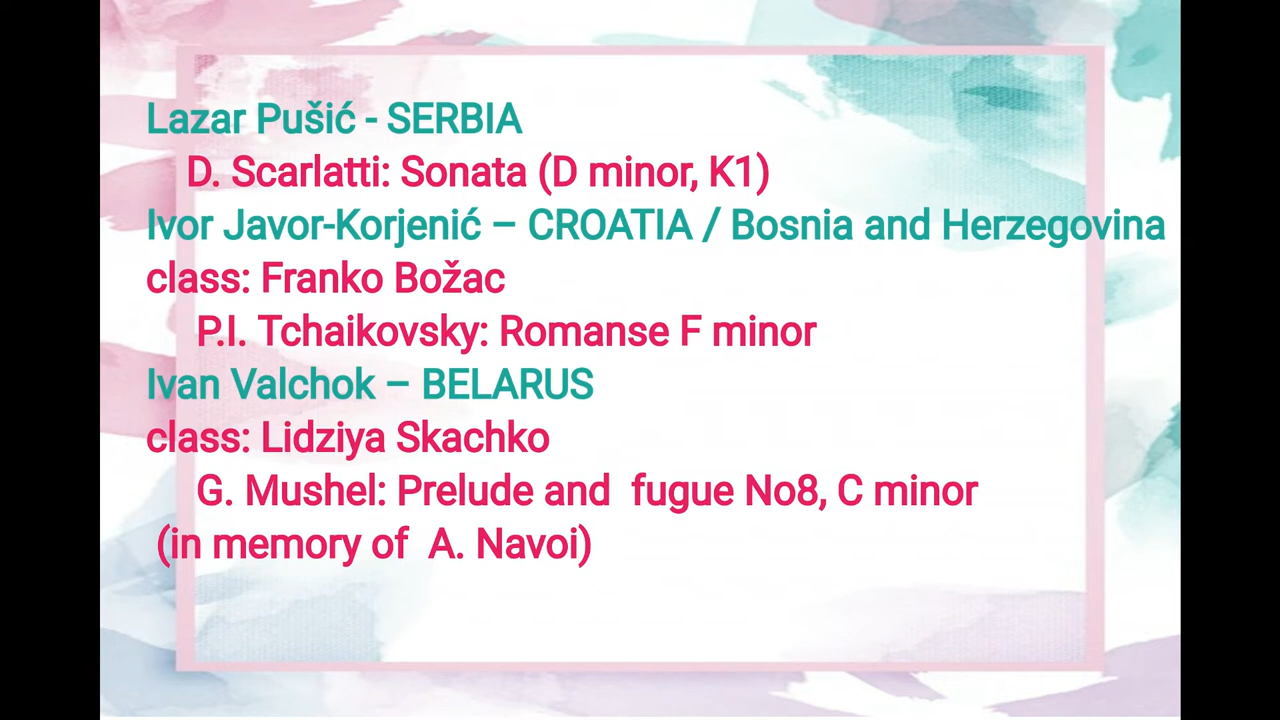 Lazar Pušić - SERBIA
D. Scarlatti: Sonata (D minor, K1)
Ivor Javor-Korjenić – CROATIA / Bosnia and Herzegovina
class: Franko Božac
P.I. Tchaikovsky: Romanse F minor
Ivan Valchok – BELARUS
class: Lidziya Skachko
G. Mushel: Prelude and  fugue No8, C minor
(in memory of  A. Navoi)